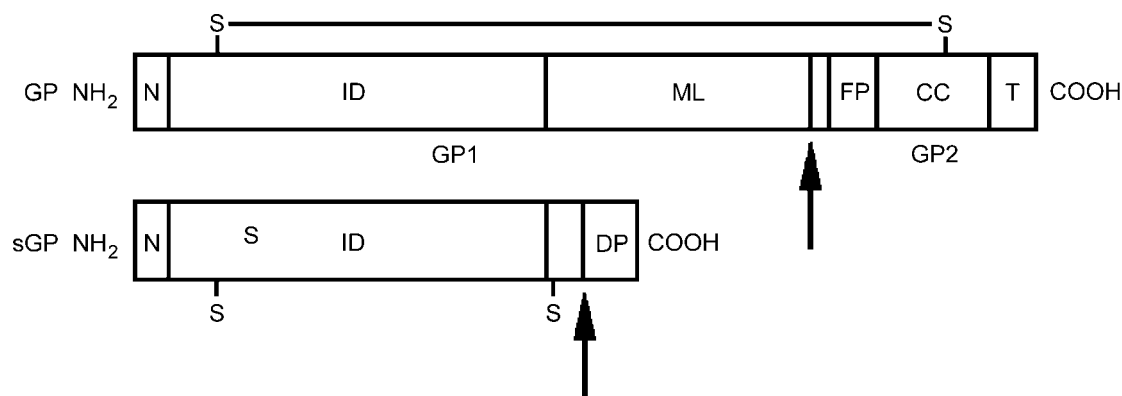 S S
GP NH₂ N ID ML FP CC T COOH
GP1 GP2
sGP NH₂ N S ID DP COOH
S S